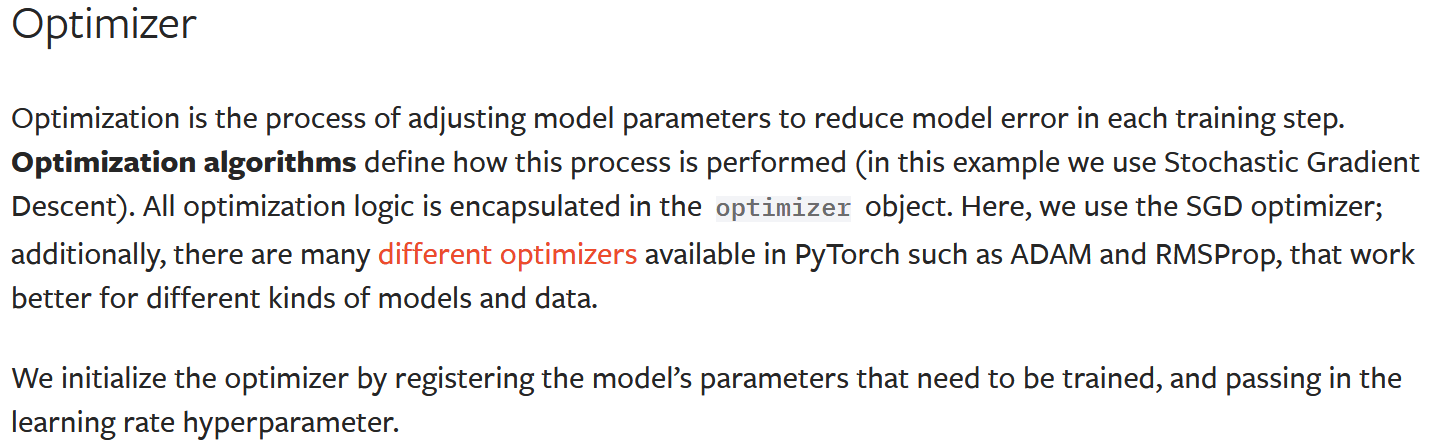 Optimizer
Optimization is the process of adjusting model parameters to reduce model error in each training step.
Optimization algorithms define how this process is performed (in this example we use Stochastic Gradient
Descent). All optimization logic is encapsulated in the optimizer object. Here, we use the SGD optimizer;
additionally, there are many different optimizers available in PyTorch such as ADAM and RMSProp, that work
better for different kinds of models and data.
We initialize the optimizer by registering the model’s parameters that need to be trained, and passing in the
learning rate hyperparameter.